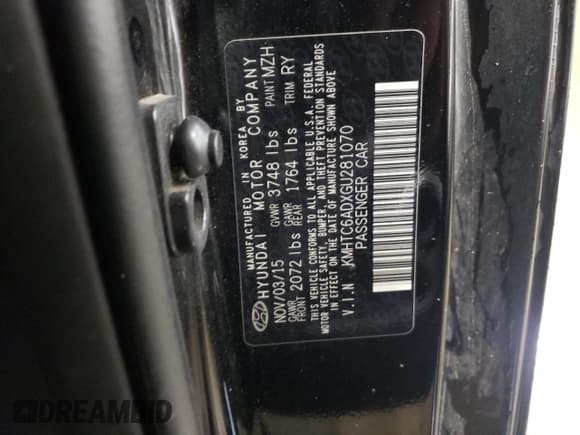 MANUFACTURED IN KOREA BY
HYUNDAI MOTOR COMPANY
NOV/03/15 GVWR 3748 lbs PAINT MZH
GAWR FRONT 2072 lbs GAWR REAR 1764 lbs TRIM RY
THIS VEHICLE CONFORMS TO ALL APPLICABLE U.S.A. FEDERAL
MOTOR VEHICLE SAFETY, BUMPER, AND THEFT PREVENTION STANDARDS
IN EFFECT ON THE DATE OF MANUFACTURE SHOWN ABOVE
V.I.N KMHTC6ADXGU281070
PASSENGER CAR
DREAMBID